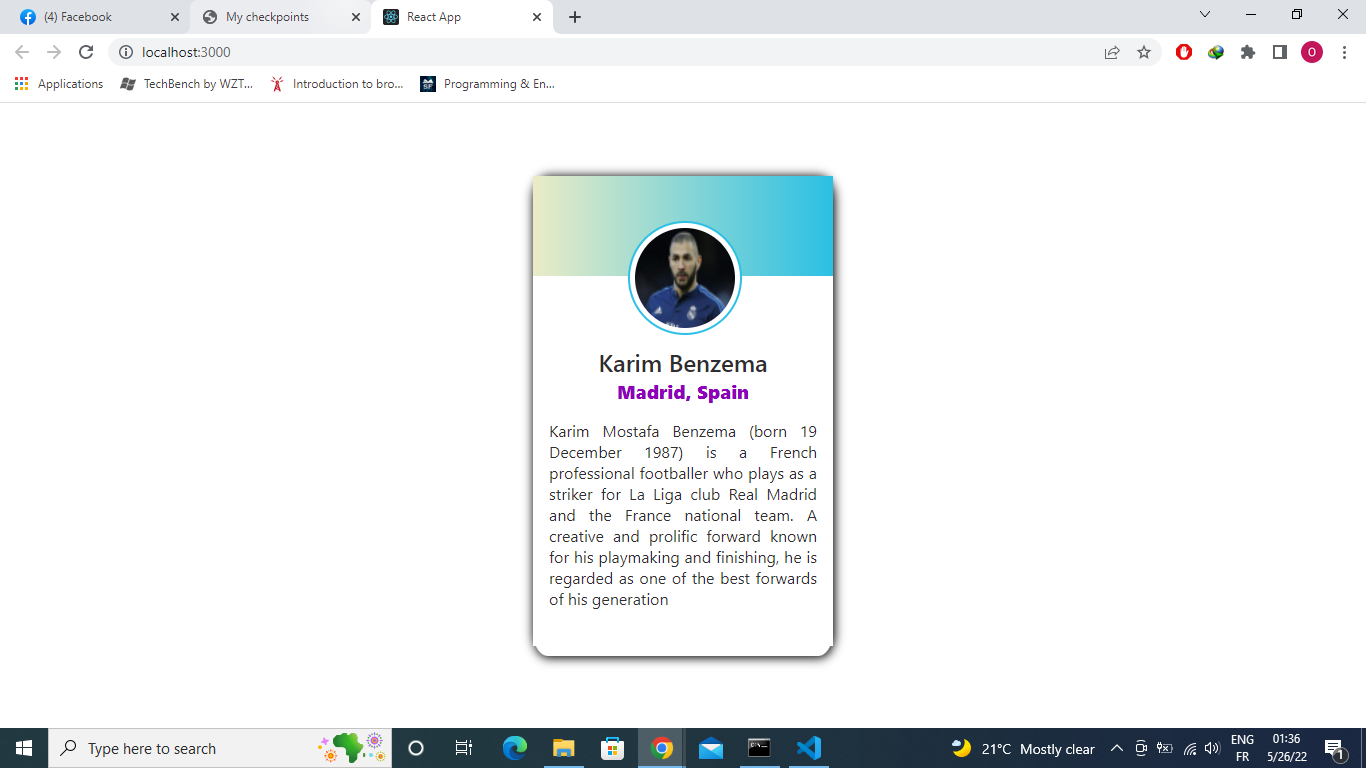 (4) Facebook
My checkpoints
React App
localhost:3000
Applications
TechBench by WZT...
Introduction to bro...
Programming & En...
Karim Benzema
Madrid, Spain
Karim Mostafa Benzema (born 19
December 1987) is a French
professional footballer who plays as a
striker for La Liga club Real Madrid
and the France national team. A
creative and prolific forward known
for his playmaking and finishing, he is
regarded as one of the best forwards
of his generation
Type here to search
21°C Mostly clear
ENG
FR
01:36
5/26/22
1